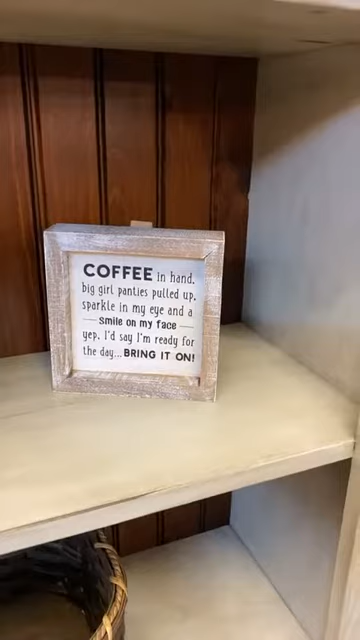 COFFEE in hand,
big girl panties pulled up,
sparkle in my eye and a
smile on my face
yep, I'd say I'm ready for
the day... BRING IT ON!